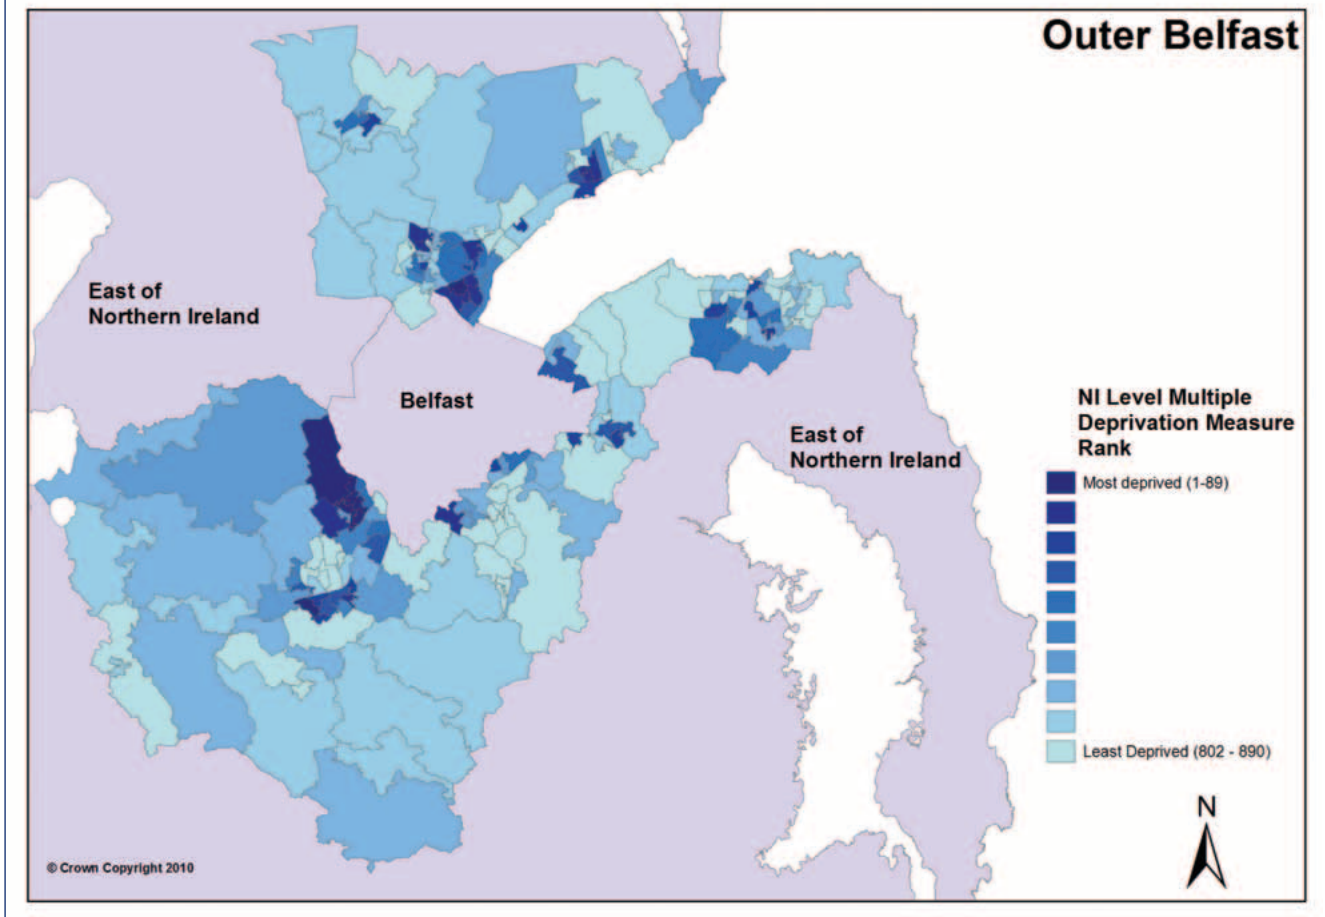 Outer Belfast
East of
Northern Ireland
Belfast
East of
Northern Ireland
NI Level Multiple
Deprivation Measure
Rank
Most deprived (1-89)
Least Deprived (802 - 890)
N
© Crown Copyright 2010